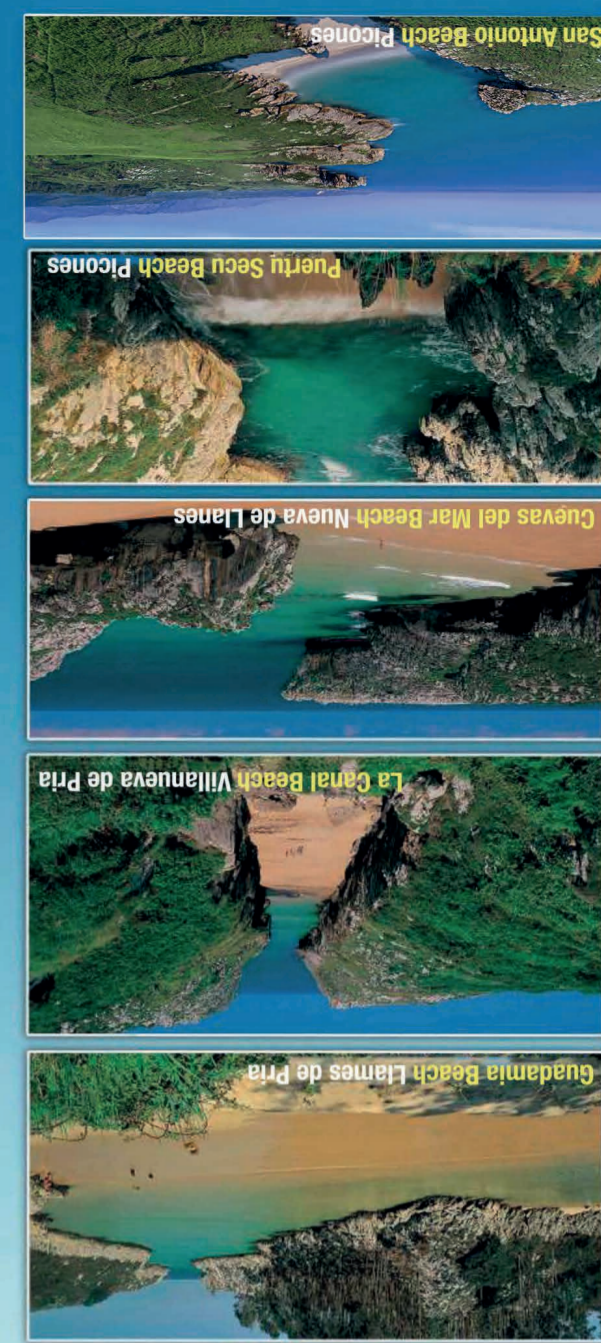 Guadamia Beach Llames de Pria
La Canal Beach Villanueva de Pria
Cuevas del Mar Beach Nueva de Llanes
Puertu Secu Beach Picones
San Antonio Beach Picones